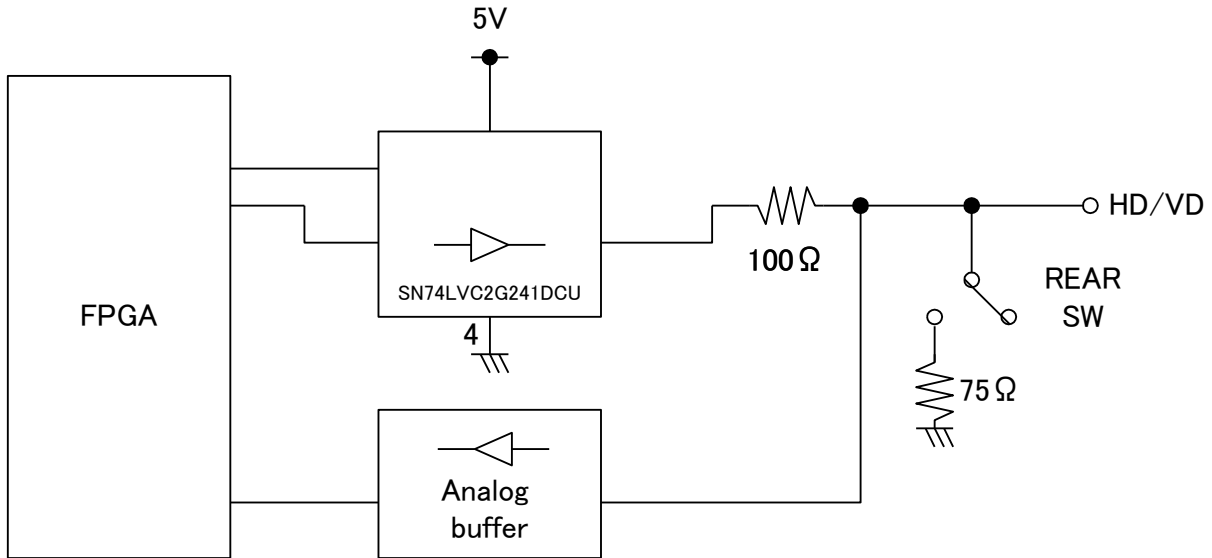 5V
FPGA
SN74LVC2G241DCU
4
100Ω
HD/VD
REAR
SW
75Ω
Analog
buffer